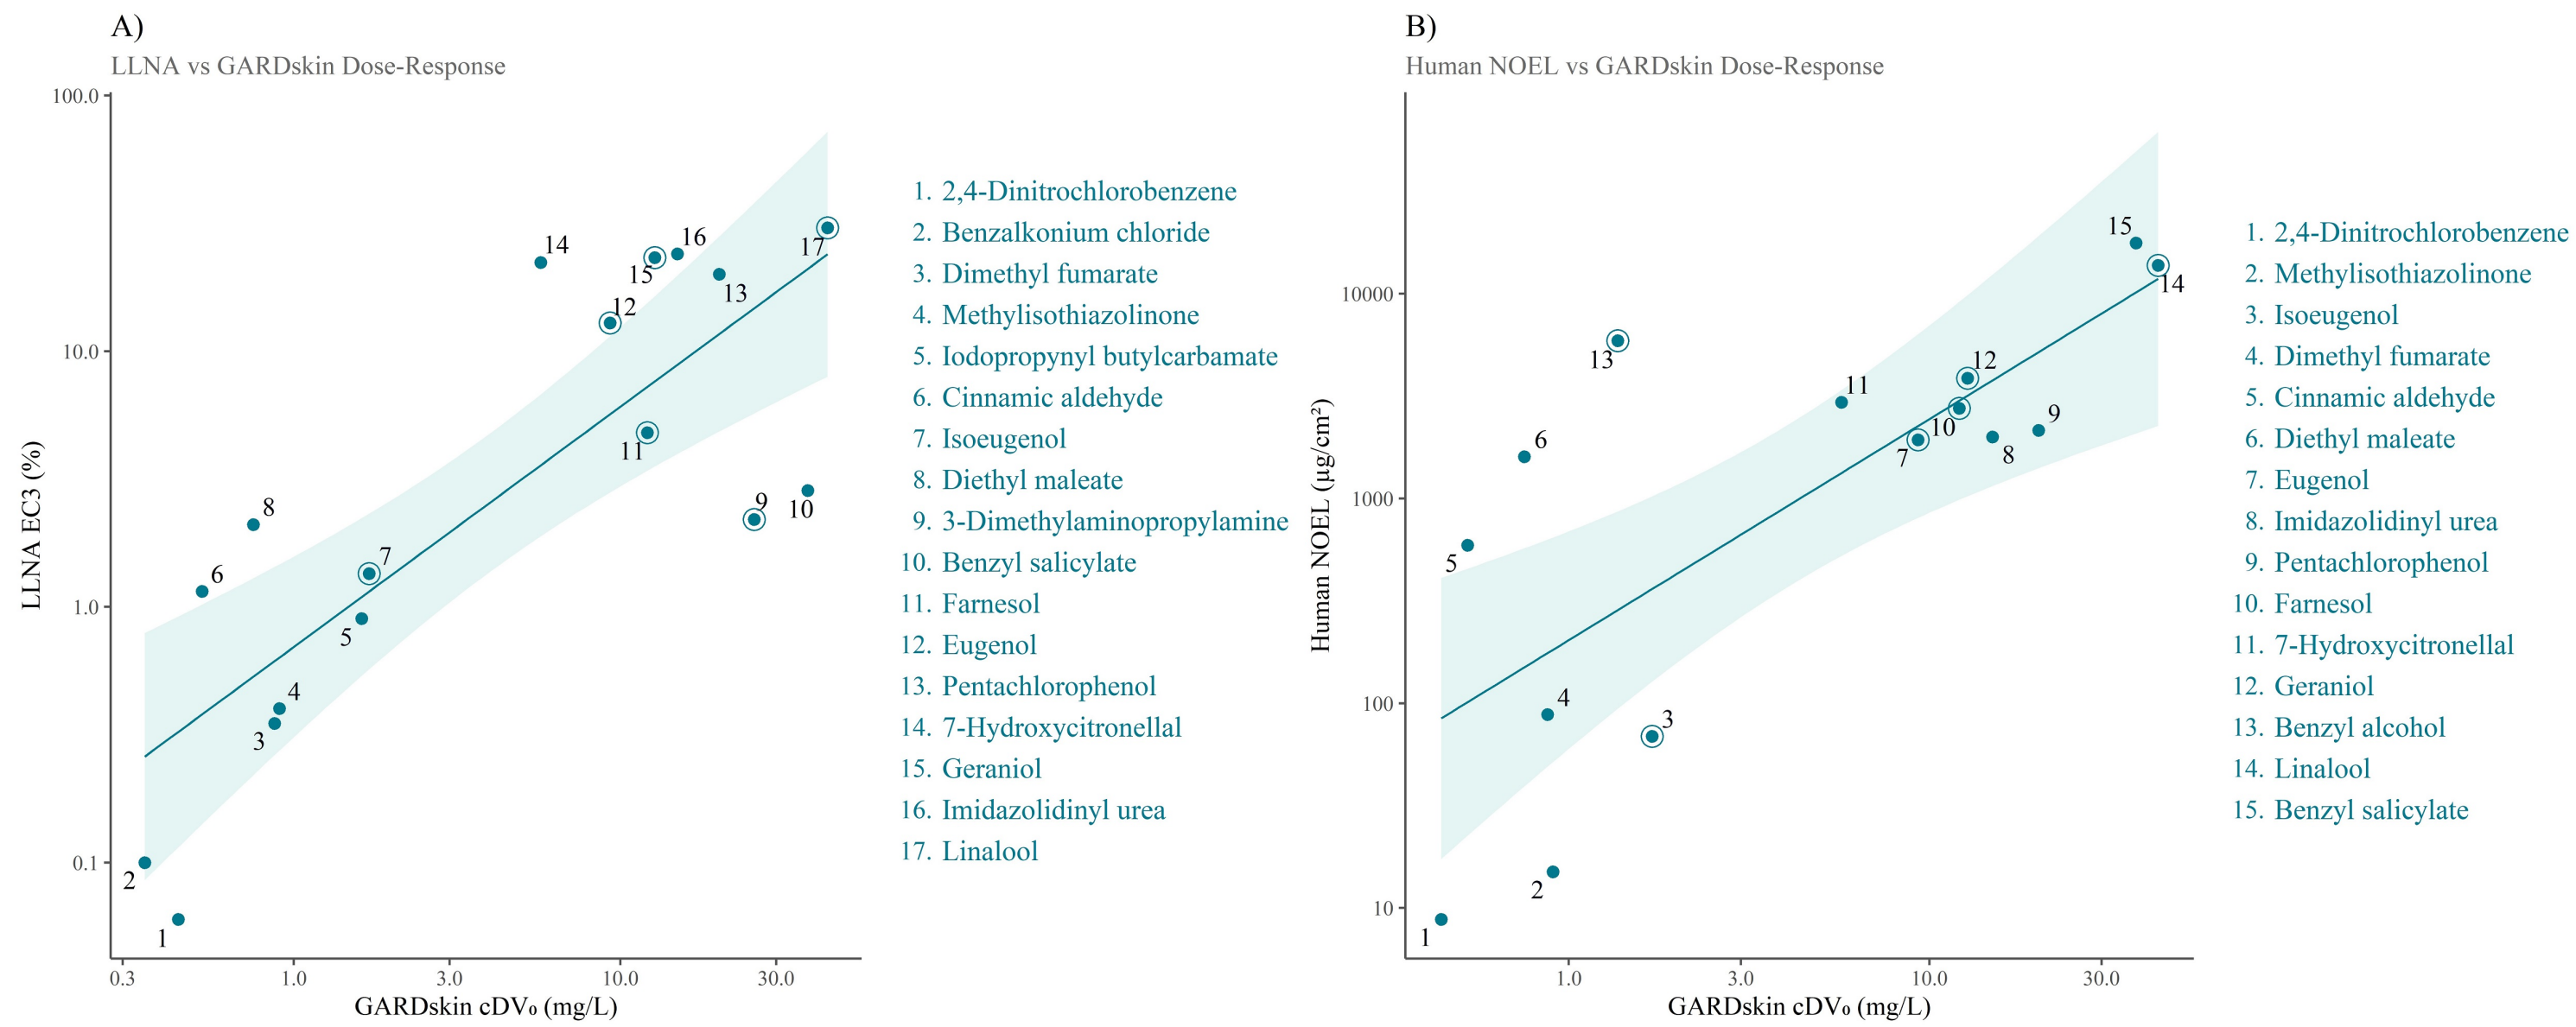 A)
LLNA vs GARDskin Dose-Response
100.0
10.0
1.0
0.1
LLNA EC3 (%)
0.3
1.0
3.0
10.0
30.0
GARDskin cDV₀ (mg/L)
1
2
3
4
5
6
7
8
9
10
11
12
13
14
15
16
17
1. 2,4-Dinitrochlorobenzene
2. Benzalkonium chloride
3. Dimethyl fumarate
4. Methylisothiazolinone
5. Iodopropynyl butylcarbamate
6. Cinnamic aldehyde
7. Isoeugenol
8. Diethyl maleate
9. 3-Dimethylaminopropylamine
10. Benzyl salicylate
11. Farnesol
12. Eugenol
13. Pentachlorophenol
14. 7-Hydroxycitronellal
15. Geraniol
16. Imidazolidinyl urea
17. Linalool
B)
Human NOEL vs GARDskin Dose-Response
10000
1000
100
10
Human NOEL (µg/cm²)
1.0
3.0
10.0
30.0
GARDskin cDV₀ (mg/L)
1
2
3
4
5
6
7
8
9
10
11
12
13
14
15
1. 2,4-Dinitrochlorobenzene
2. Methylisothiazolinone
3. Isoeugenol
4. Dimethyl fumarate
5. Cinnamic aldehyde
6. Diethyl maleate
7. Eugenol
8. Imidazolidinyl urea
9. Pentachlorophenol
10. Farnesol
11. 7-Hydroxycitronellal
12. Geraniol
13. Benzyl alcohol
14. Linalool
15. Benzyl salicylate